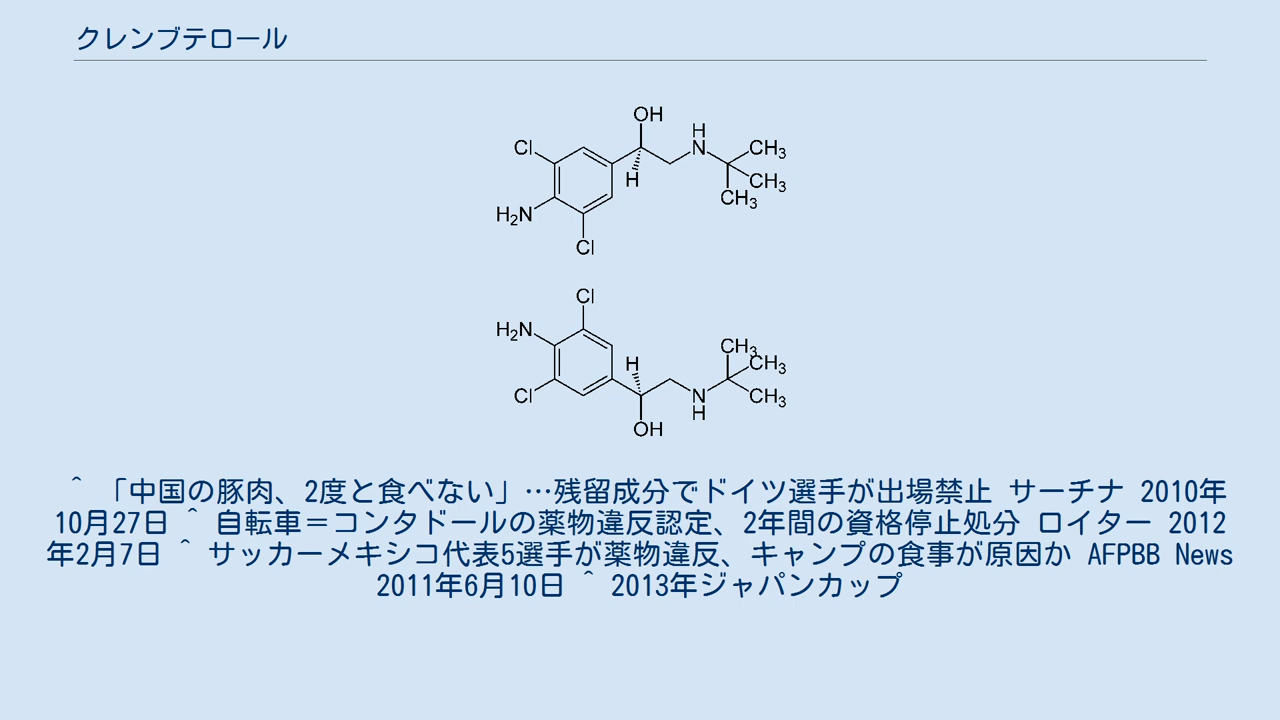 クレンブテロール
OH
H
Cl
N
CH3
H
CH3
CH3
H2N
Cl
Cl
H2N
CH3
H
CH3
Cl
N
CH3
H
OH
^ 「中国の豚肉、2度と食べない」…残留成分でドイツ選手が出場禁止 サーチナ 2010年
10月27日 ^ 自転車＝コンタドールの薬物違反認定、2年間の資格停止処分 ロイター 2012
年2月7日 ^ サッカーメキシコ代表5選手が薬物違反、キャンプの食事が原因か AFPBB News
2011年6月10日 ^ 2013年ジャパンカップ